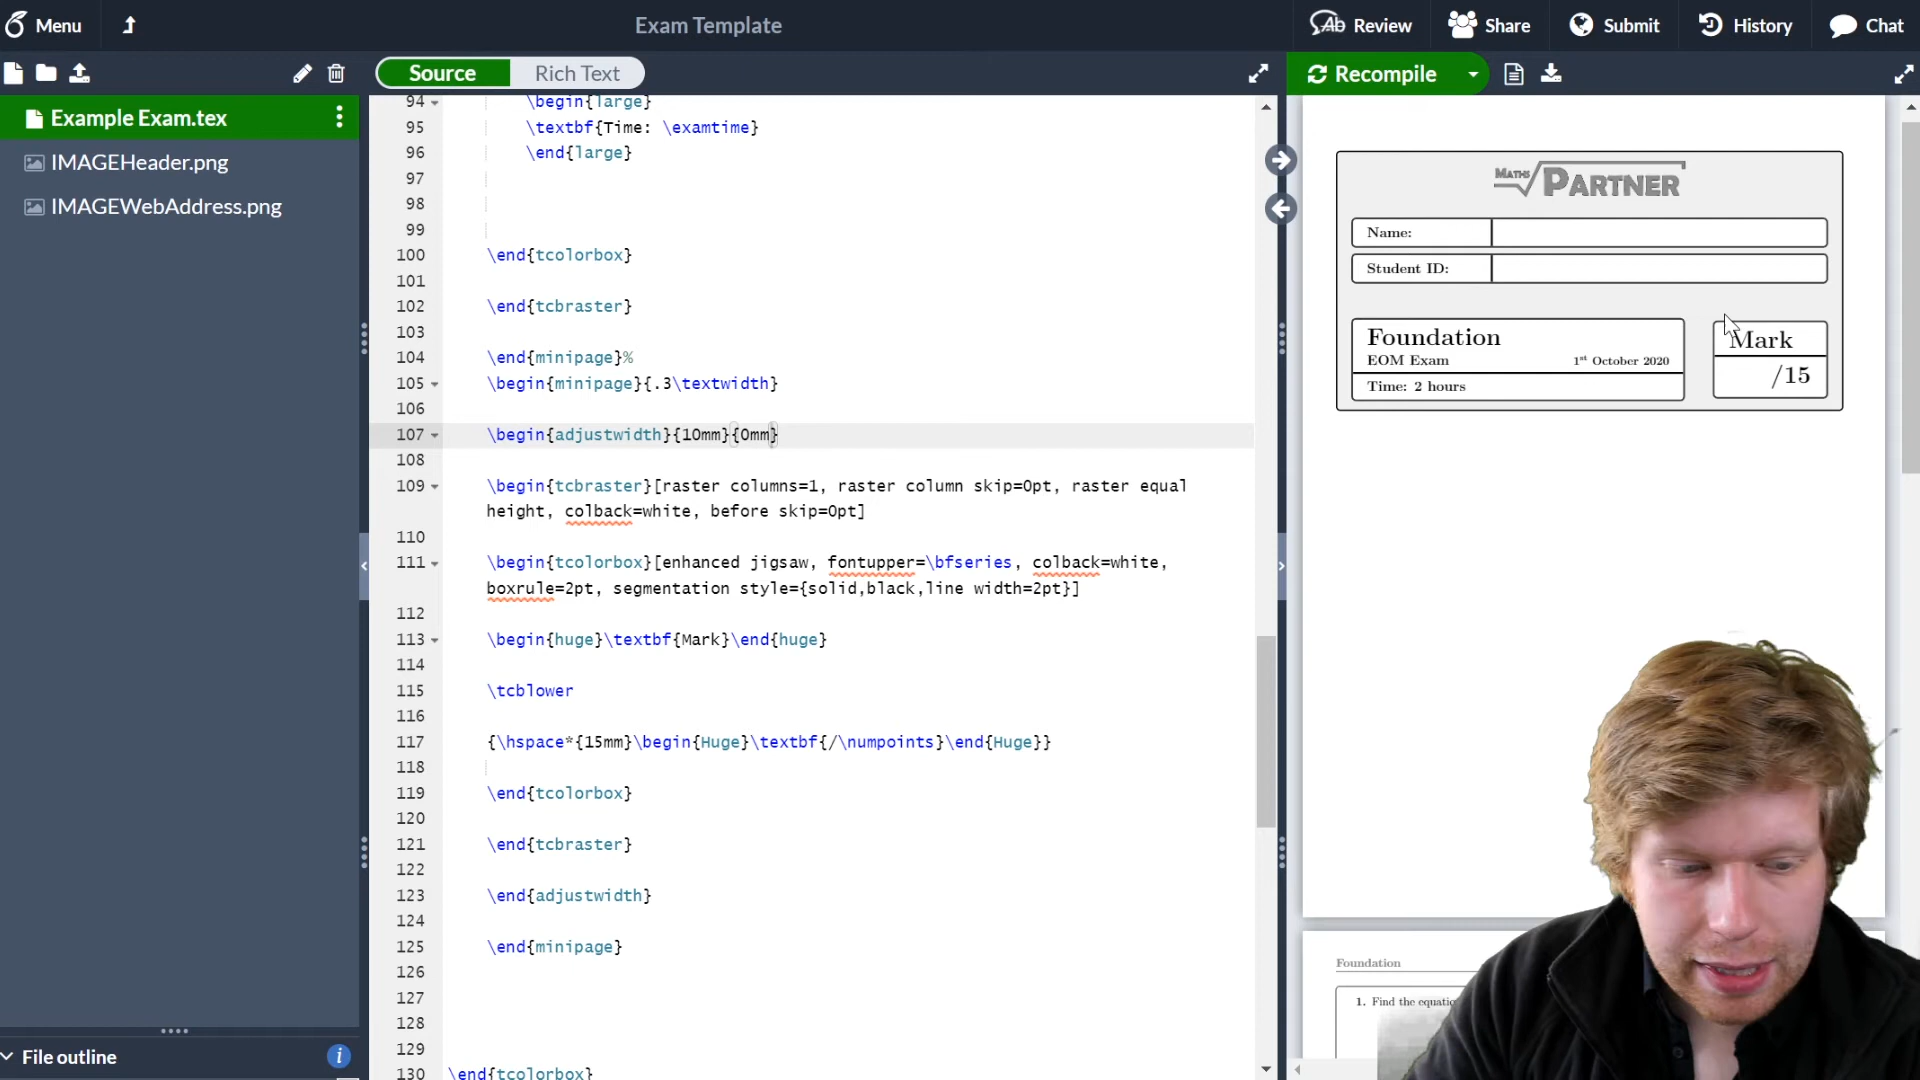 Menu
Exam Template
Review
Share
Submit
History
Chat
Source
Rich Text
Recompile
Example Exam.tex
IMAGEHeader.png
IMAGEWebAddress.png
File outline
94 \begin{large}
95 \textbf{Time: \examtime}
96 \end{large}
97
98
99
100 \end{tcolorbox}
101
102 \end{tcbraster}
103
104 \end{minipage}%
105 \begin{minipage}{.3\textwidth}
106
107 \begin{adjustwidth}{10mm}{0mm}
108
109 \begin{tcbraster}[raster columns=1, raster column skip=0pt, raster equal
height, colback=white, before skip=0pt]
110
111 \begin{tcolorbox}[enhanced jigsaw, fontupper=\bfseries, colback=white,
boxrule=2pt, segmentation style={solid,black,line width=2pt}]
112
113 \begin{huge}\textbf{Mark}\end{huge}
114
115 \tcblower
116
117 {\hspace*{15mm}\begin{Huge}\textbf{/\numpoints}\end{Huge}}
118
119 \end{tcolorbox}
120
121 \end{tcbraster}
122
123 \end{adjustwidth}
124
125 \end{minipage}
126
127
128
129
130 \end{tcolorbox}
MATHS PARTNER
Name:
Student ID:
Foundation
EOM Exam 1st October 2020
Time: 2 hours
Mark
/15
Foundation
1. Find the